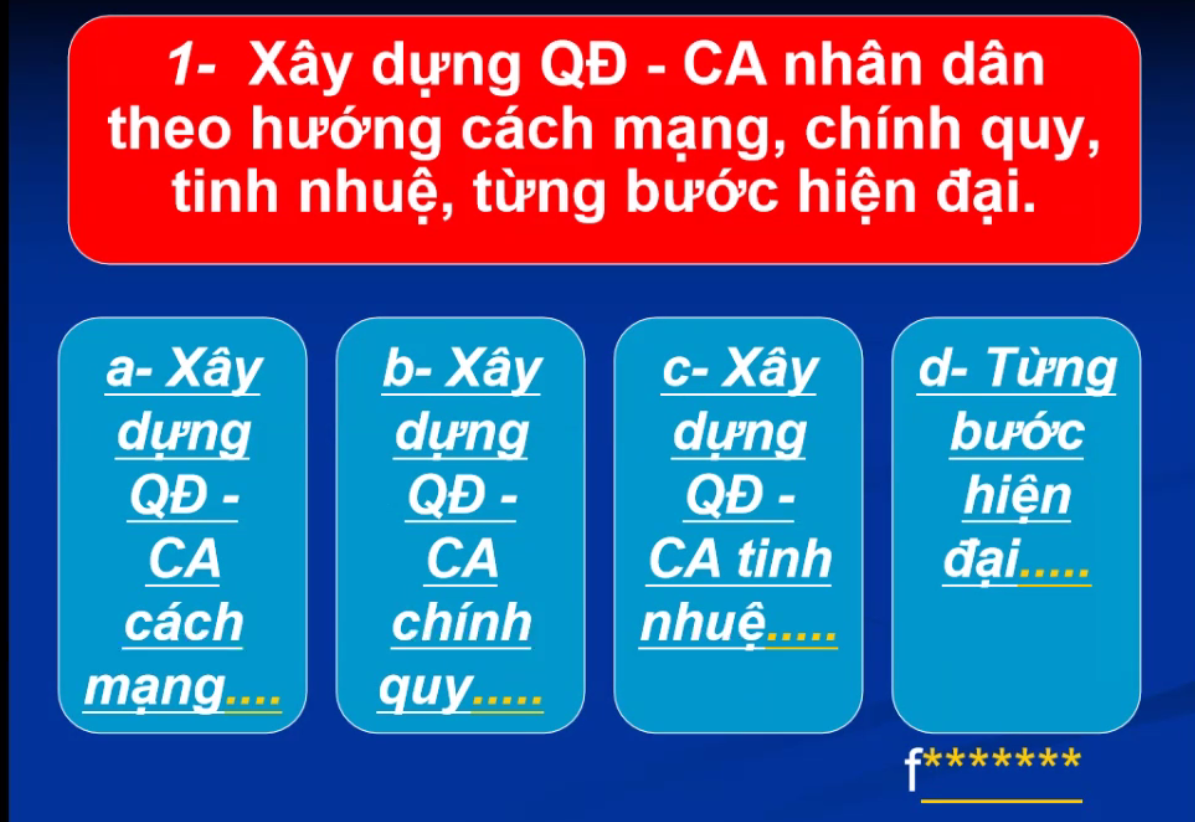 1- Xây dựng QĐ - CA nhân dân
theo hướng cách mạng, chính quy,
tinh nhuệ, từng bước hiện đại.
a- Xây
dựng
QĐ -
CA
cách
mạng....
b- Xây
dựng
QĐ -
CA
chính
quy.....
c- Xây
dựng
QĐ -
CA tinh
nhuệ.....
d- Từng
bước
hiện
đại.....
f*******